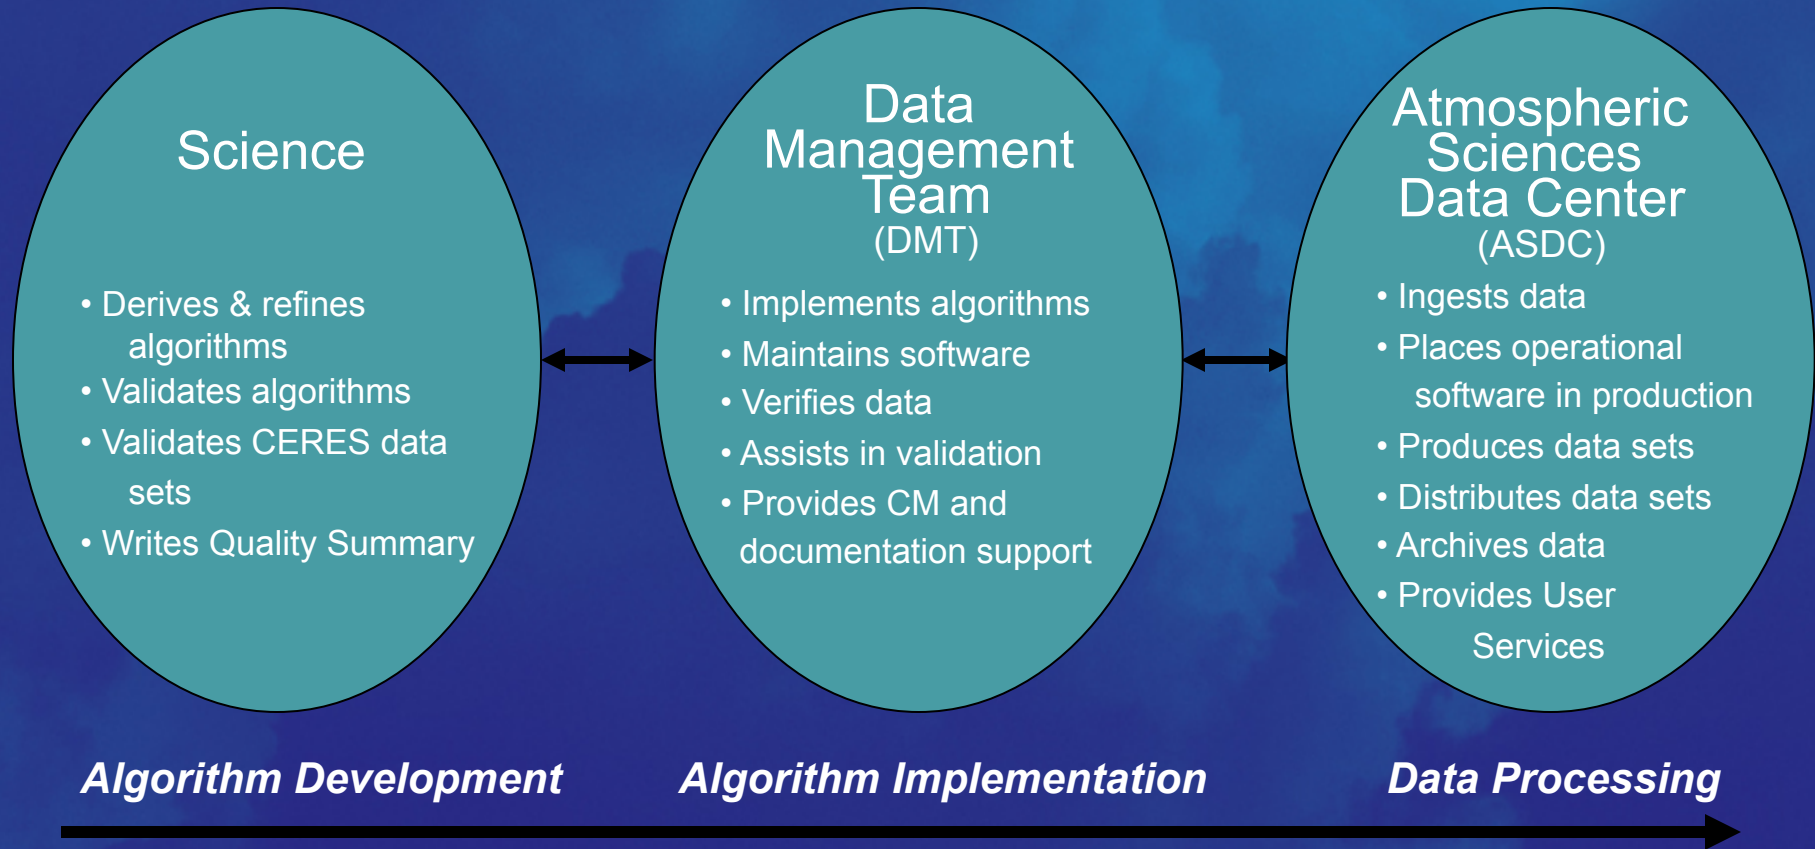 Science
• Derives & refines
algorithms
• Validates algorithms
• Validates CERES data
sets
• Writes Quality Summary
Data
Management
Team
(DMT)
• Implements algorithms
• Maintains software
• Verifies data
• Assists in validation
• Provides CM and
documentation support
Atmospheric
Sciences
Data Center
(ASDC)
• Ingests data
• Places operational
software in production
• Produces data sets
• Distributes data sets
• Archives data
• Provides User
Services
Algorithm Development
Algorithm Implementation
Data Processing